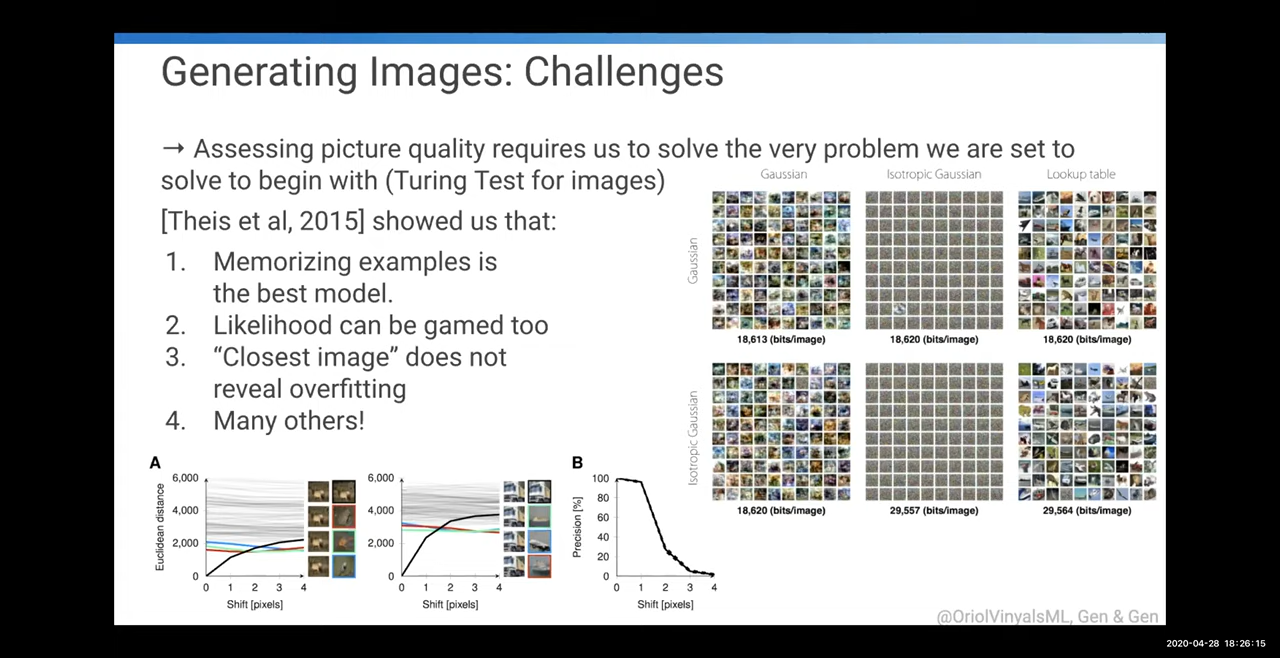 Generating Images: Challenges
→ Assessing picture quality requires us to solve the very problem we are set to
solve to begin with (Turing Test for images)
[Theis et al, 2015] showed us that:
1. Memorizing examples is
the best model.
2. Likelihood can be gamed too
3. “Closest image” does not
reveal overfitting
4. Many others!
Gaussian Isotropic Gaussian Lookup table
Gaussian
18,613 (bits/image) 18,620 (bits/image) 18,620 (bits/image)
Isotropic Gaussian
18,620 (bits/image) 29,557 (bits/image) 29,564 (bits/image)
A
Euclidean distance
6,000
4,000
2,000
0
0 1 2 3 4
Shift [pixels]
6,000
4,000
2,000
0
0 1 2 3 4
Shift [pixels]
B
Precision [%]
100
80
60
40
20
0
0 1 2 3 4
Shift [pixels]
@OriolVinyalsML, Gen & Gen
2020-04-28 18:26:15